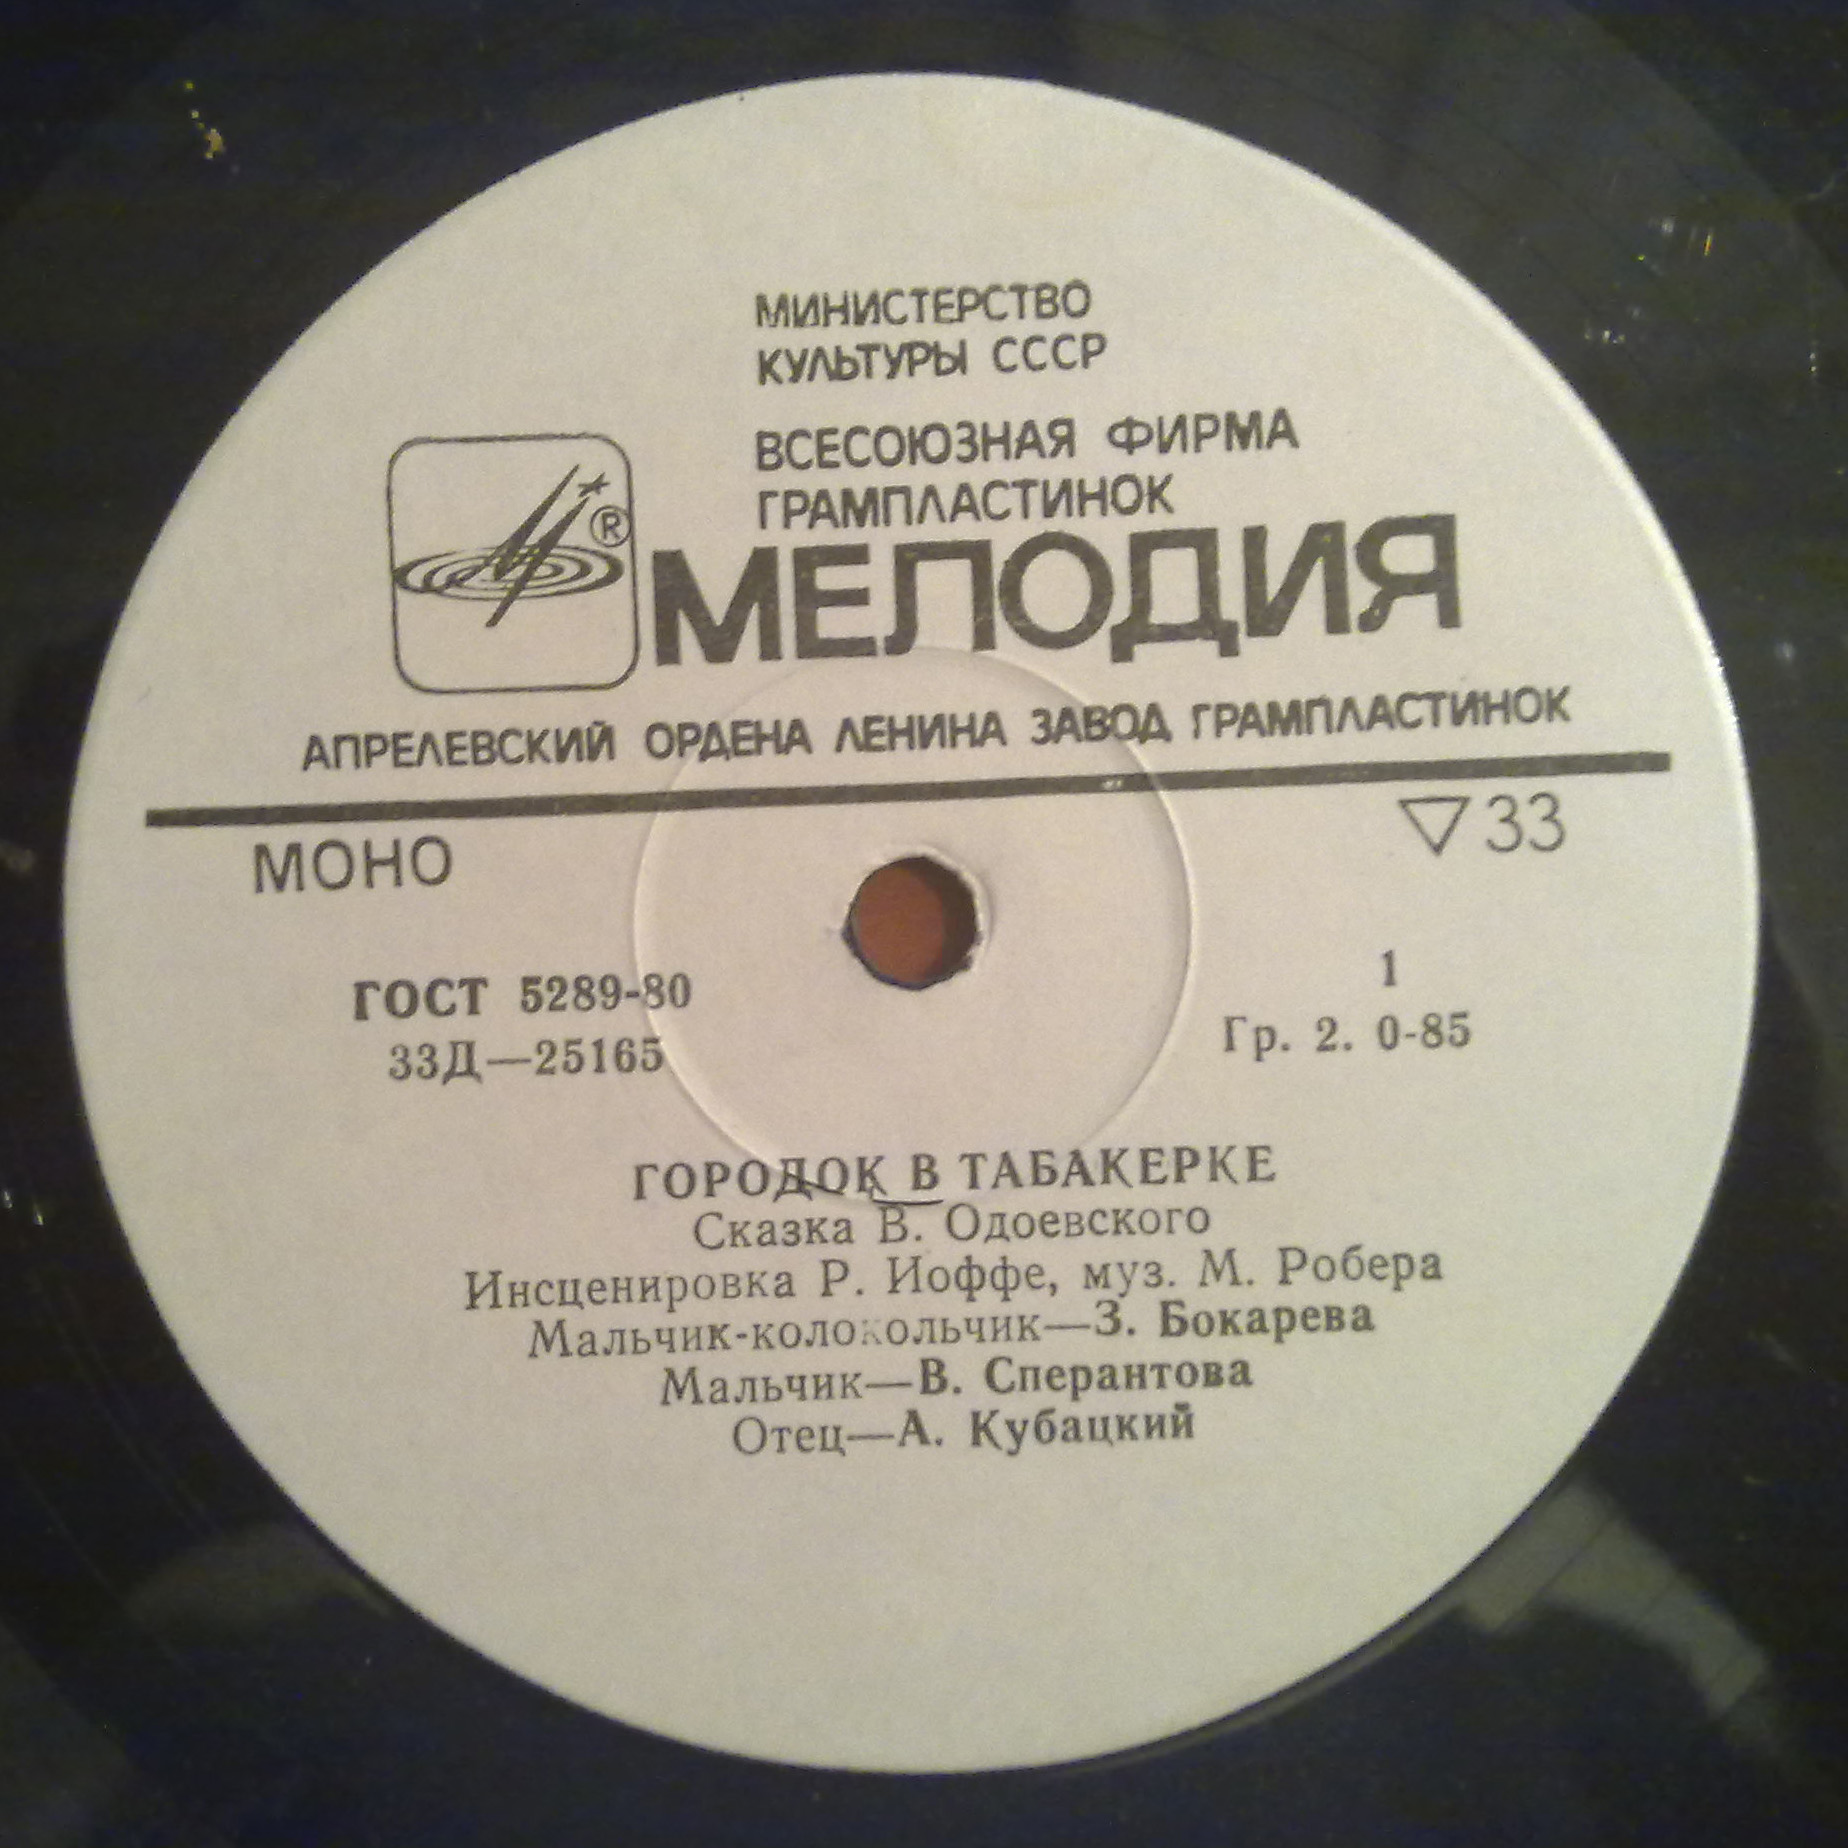 МИНИСТЕРСТВО
КУЛЬТУРЫ СССР
ВСЕСОЮЗНАЯ ФИРМА
ГРАМПЛАСТИНОК
®
МЕЛОДИЯ
АПРЕЛЕВСКИЙ ОРДЕНА ЛЕНИНА ЗАВОД ГРАМПЛАСТИНОК
МОНО
▽33
ГОСТ 5289-80
33Д—25165
1
Гр. 2. 0-85
ГОРОДОК В ТАБАКЕРКЕ
Сказка В. Одоевского
Инсценировка Р. Иоффе, муз. М. Робера
Мальчик-колокольчик—З. Бокарева
Мальчик—В. Сперантова
Отец—А. Кубацкий